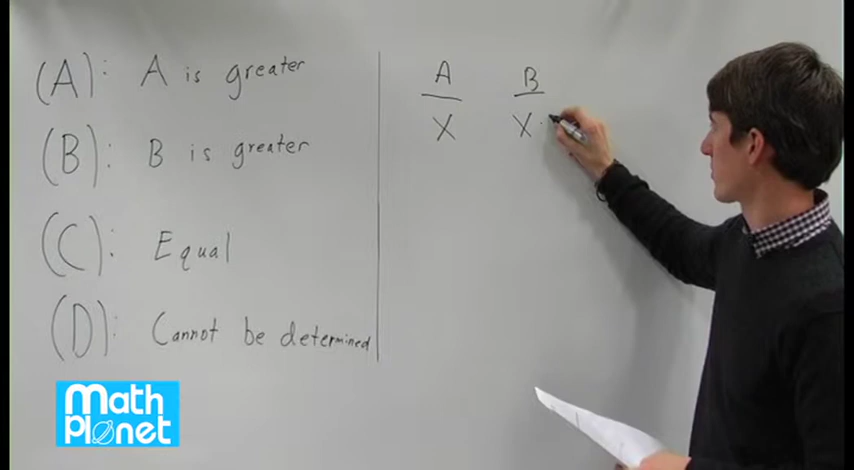 (A): A is greater
(B): B is greater
(C): Equal
(D): Cannot be determined
A B
X X·
Math
Planet